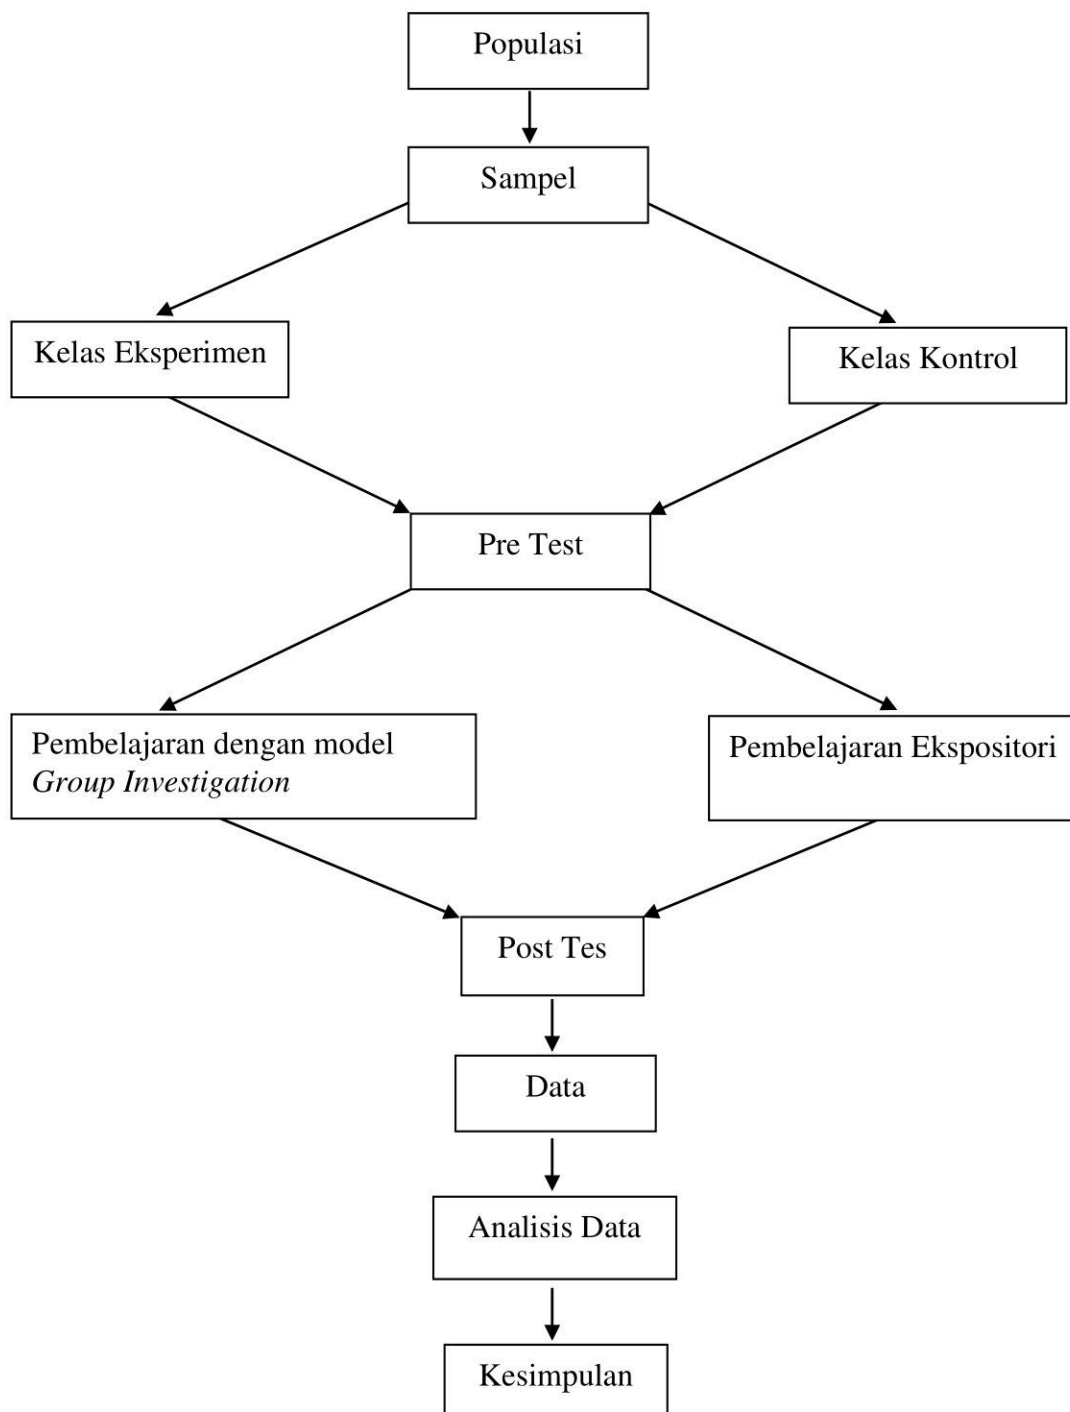 Populasi
Sampel
Kelas Eksperimen
Kelas Kontrol
Pre Test
Pembelajaran dengan model
Group Investigation
Pembelajaran Ekspositori
Post Tes
Data
Analisis Data
Kesimpulan